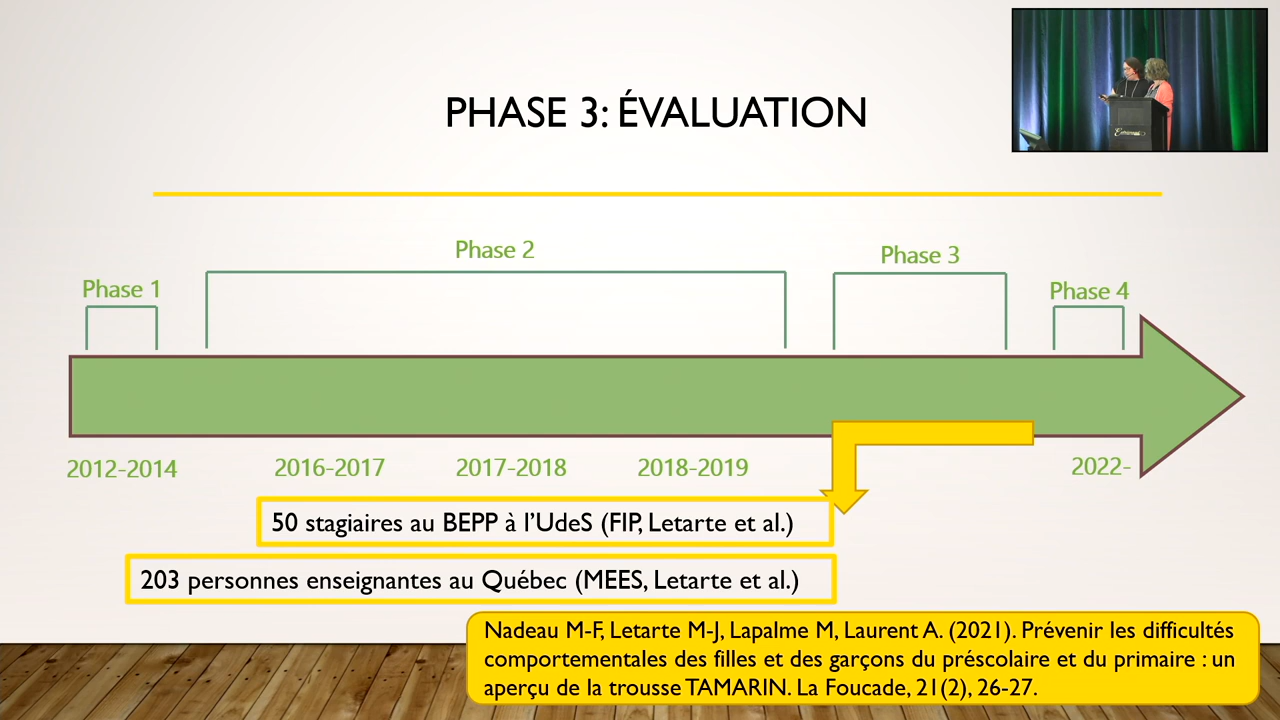 PHASE 3: ÉVALUATION
Phase 1
Phase 2
Phase 3
Phase 4
2012-2014
2016-2017
2017-2018
2018-2019
2022-
50 stagiaires au BEPP à l’UdeS (FIP, Letarte et al.)
203 personnes enseignantes au Québec (MEES, Letarte et al.)
Nadeau M-F, Letarte M-J, Lapalme M, Laurent A. (2021). Prévenir les difficultés
comportementales des filles et des garçons du préscolaire et du primaire : un
aperçu de la trousse TAMARIN. La Foucade, 21(2), 26-27.